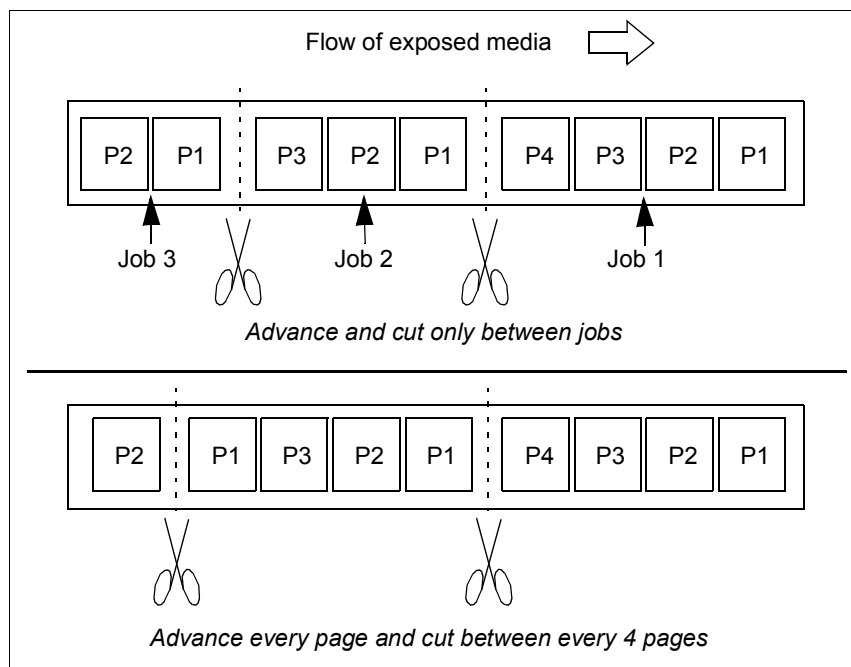 Flow of exposed media
P2 P1 P3 P2 P1 P4 P3 P2 P1
Job 3 Job 2 Job 1
Advance and cut only between jobs
P2 P1 P3 P2 P1 P4 P3 P2 P1
Advance every page and cut between every 4 pages